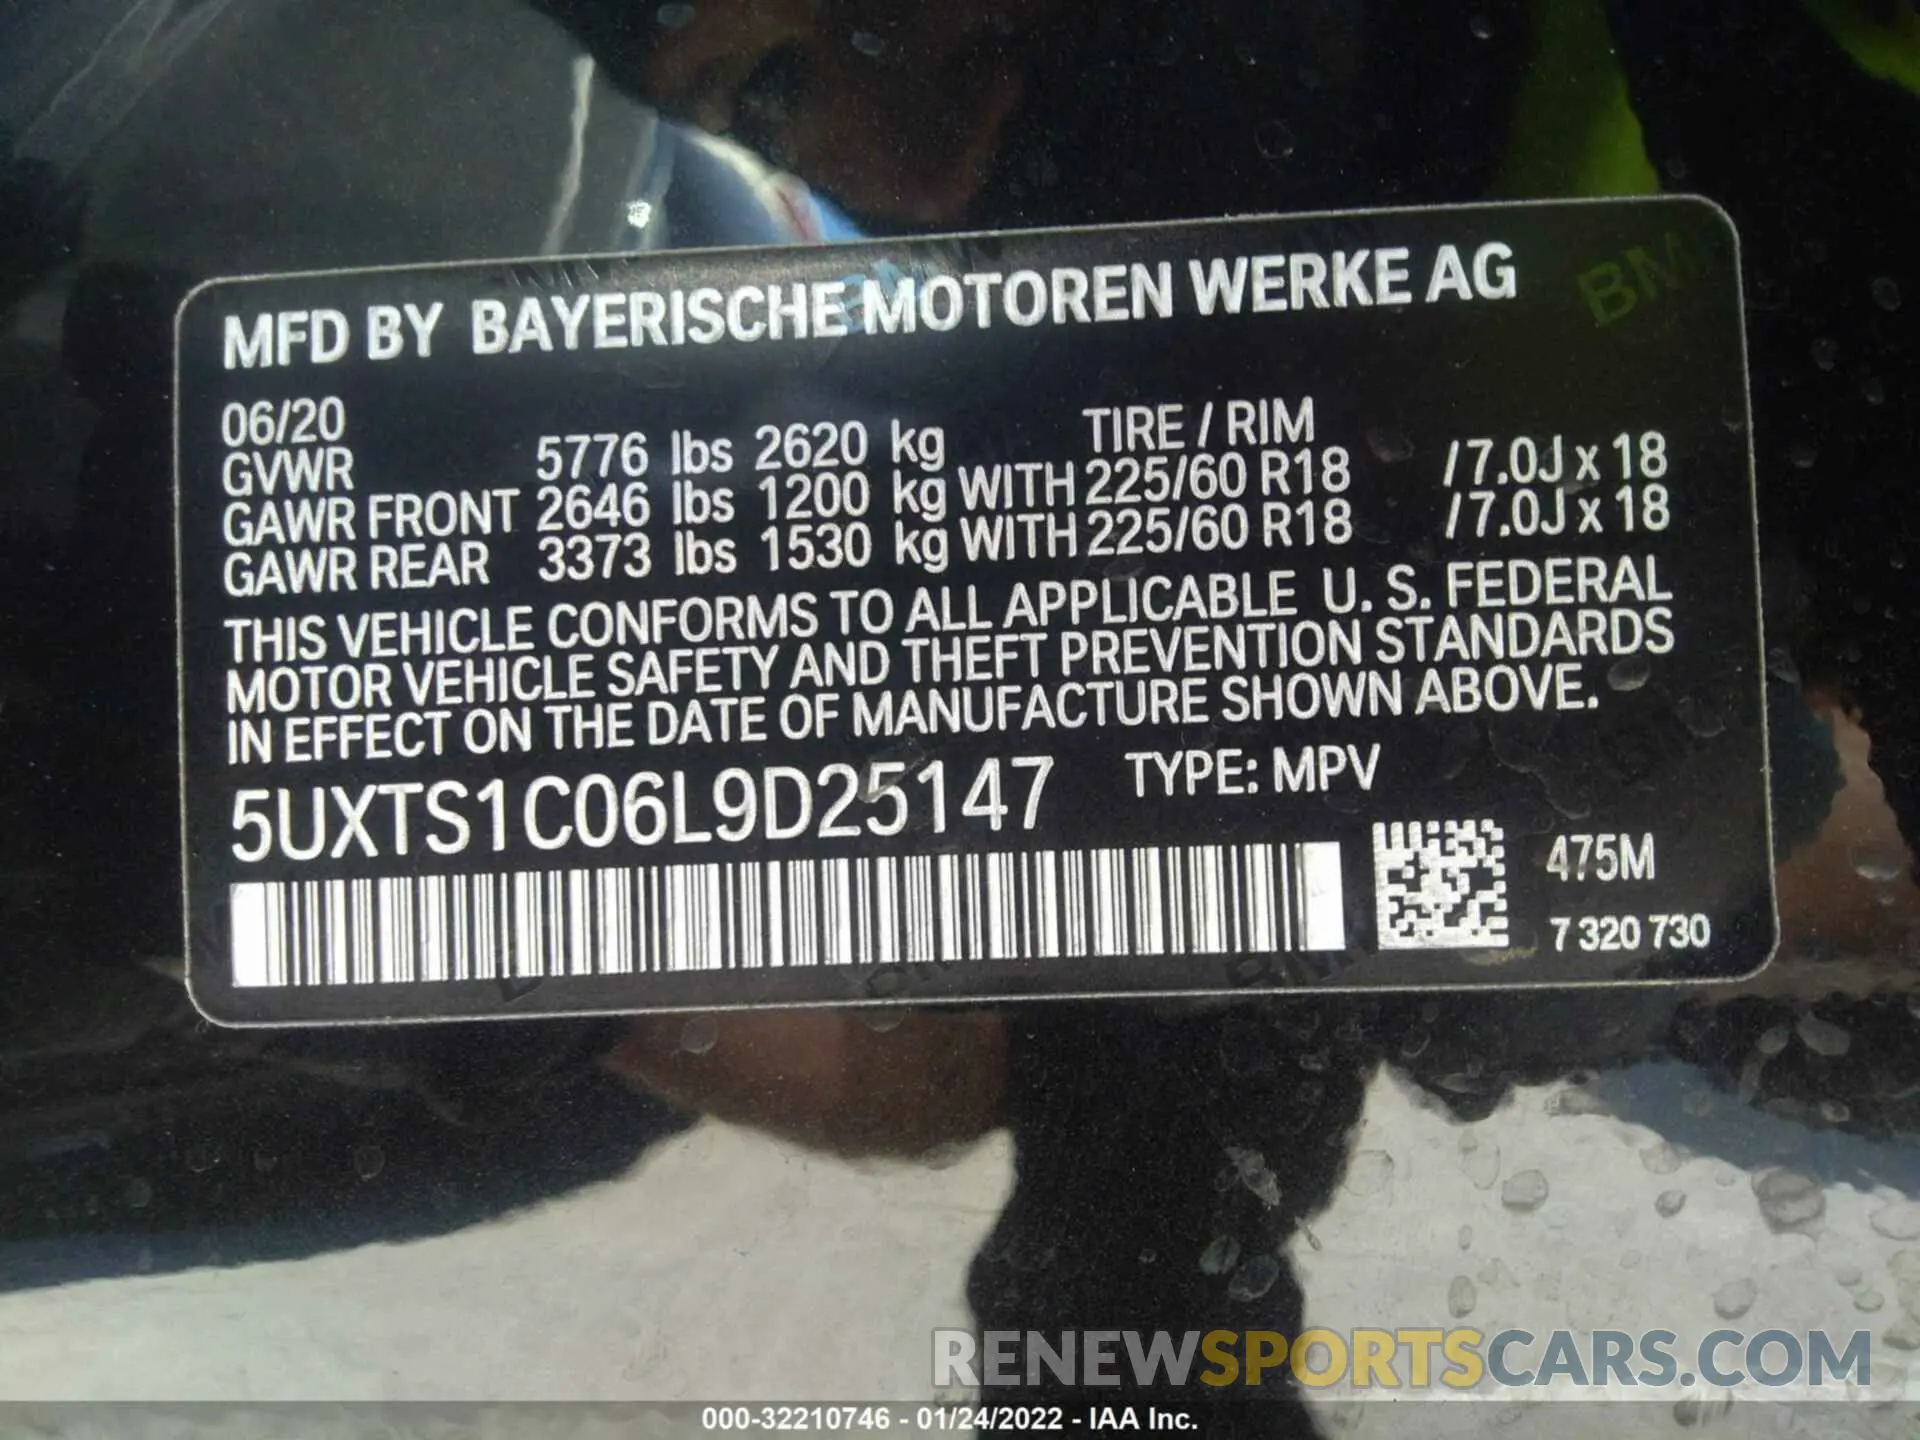 MFD BY BAYERISCHE MOTOREN WERKE AG
06/20 TIRE / RIM
GVWR 5776 lbs 2620 kg
GAWR FRONT 2646 lbs 1200 kg WITH 225/60 R18 /7.0J x 18
GAWR REAR 3373 lbs 1530 kg WITH 225/60 R18 /7.0J x 18
THIS VEHICLE CONFORMS TO ALL APPLICABLE U. S. FEDERAL
MOTOR VEHICLE SAFETY AND THEFT PREVENTION STANDARDS
IN EFFECT ON THE DATE OF MANUFACTURE SHOWN ABOVE.
5UXTS1C06L9D25147 TYPE: MPV
475M
7 320 730
RENEWSPORTSCARS.COM
000-32210746 - 01/24/2022 - IAA Inc.